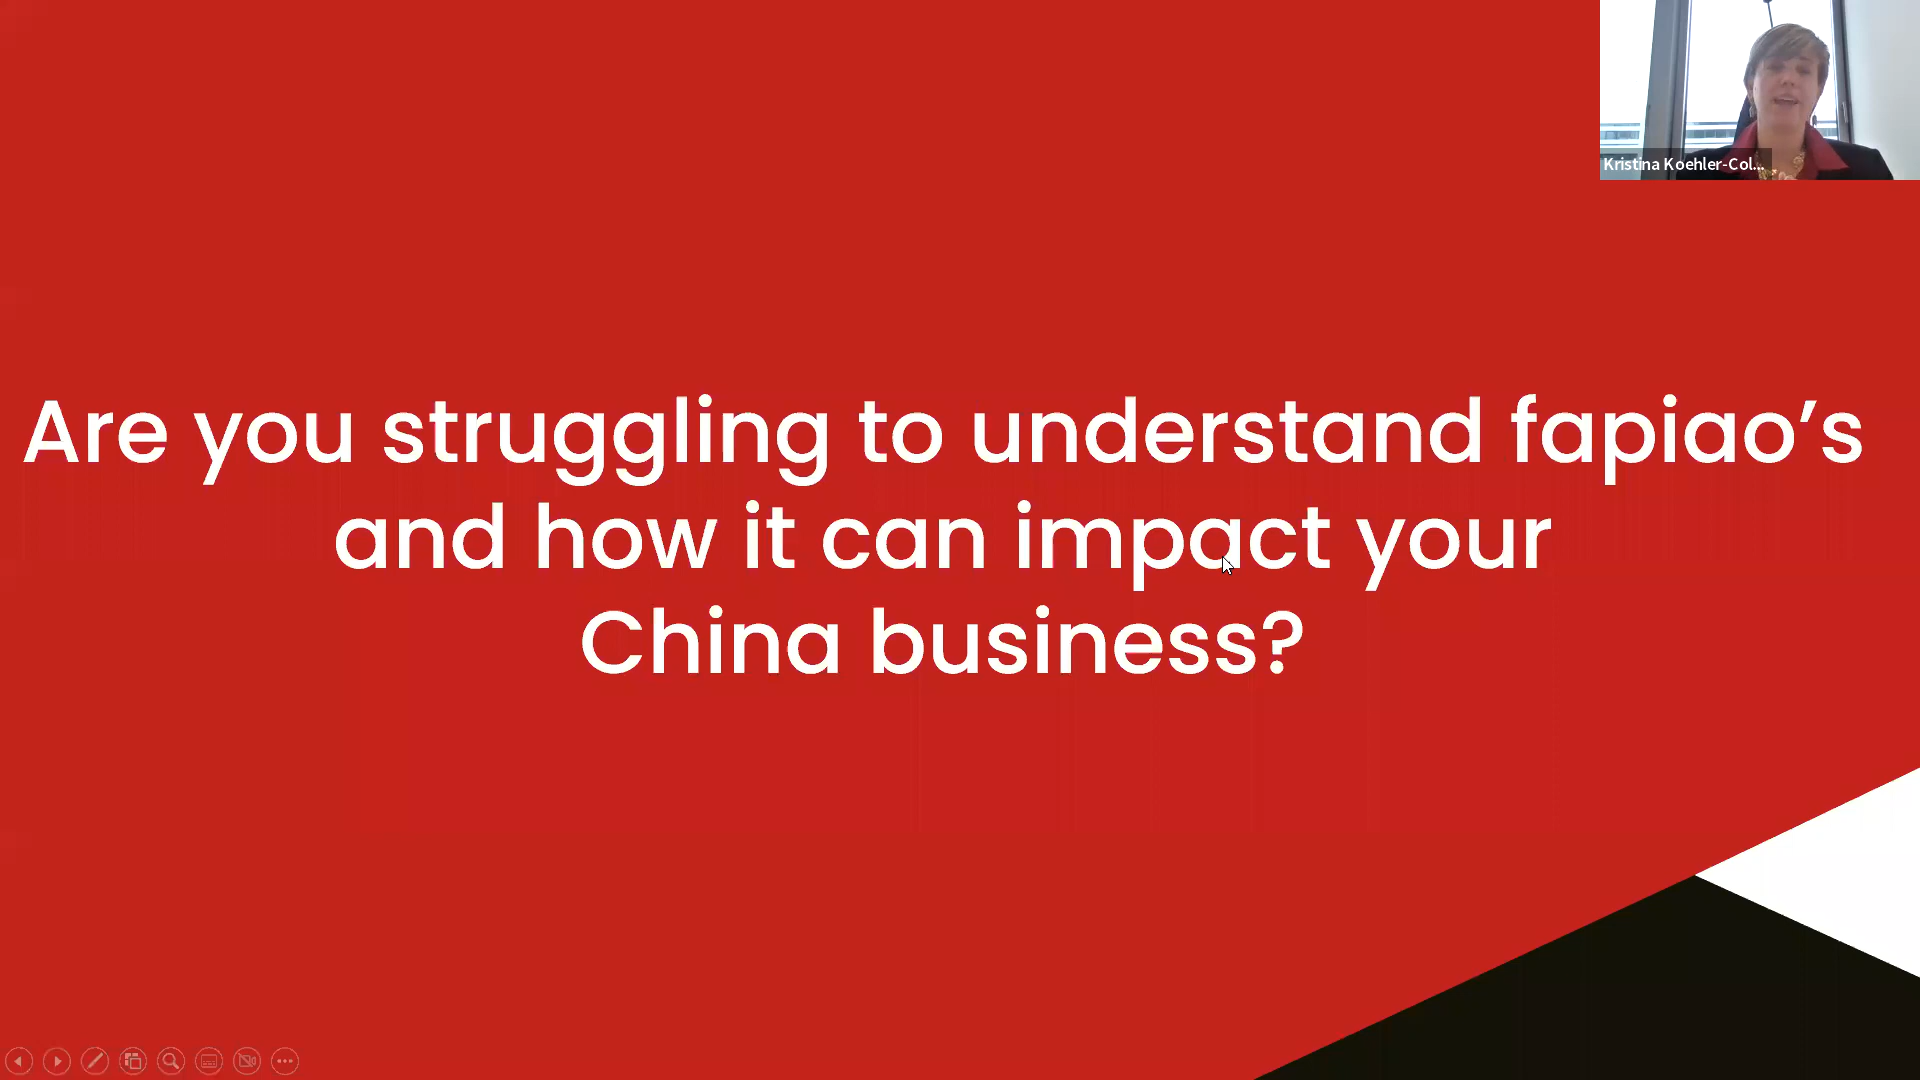 Kristina Koehler-Col...
Are you struggling to understand fapiao’s
and how it can impact your
China business?